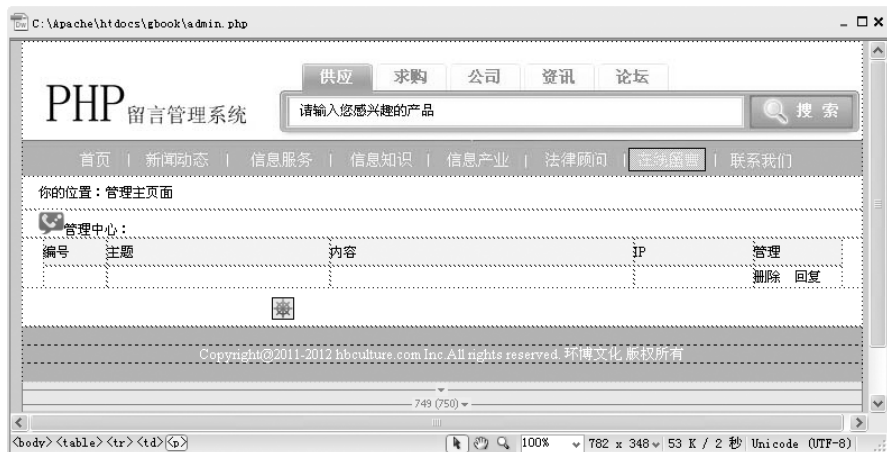 C:\Apache\htdocs\gbook\admin.php
供应 求购 公司 资讯 论坛
PHP留言管理系统
请输入您感兴趣的产品
搜索
首页 | 新闻动态 | 信息服务 | 信息知识 | 信息产业 | 法律顾问 | 在线留言 | 联系我们
你的位置：管理主页面
管理中心：
编号 主题 内容 IP 管理
删除 回复
Copyright@2011-2012 hbculture.com Inc.All rights reserved. 环博文化 版权所有
749 (750)
<body> <table> <tr> <td> <p> 100% 782 x 348 53 K / 2 秒 Unicode (UTF-8)